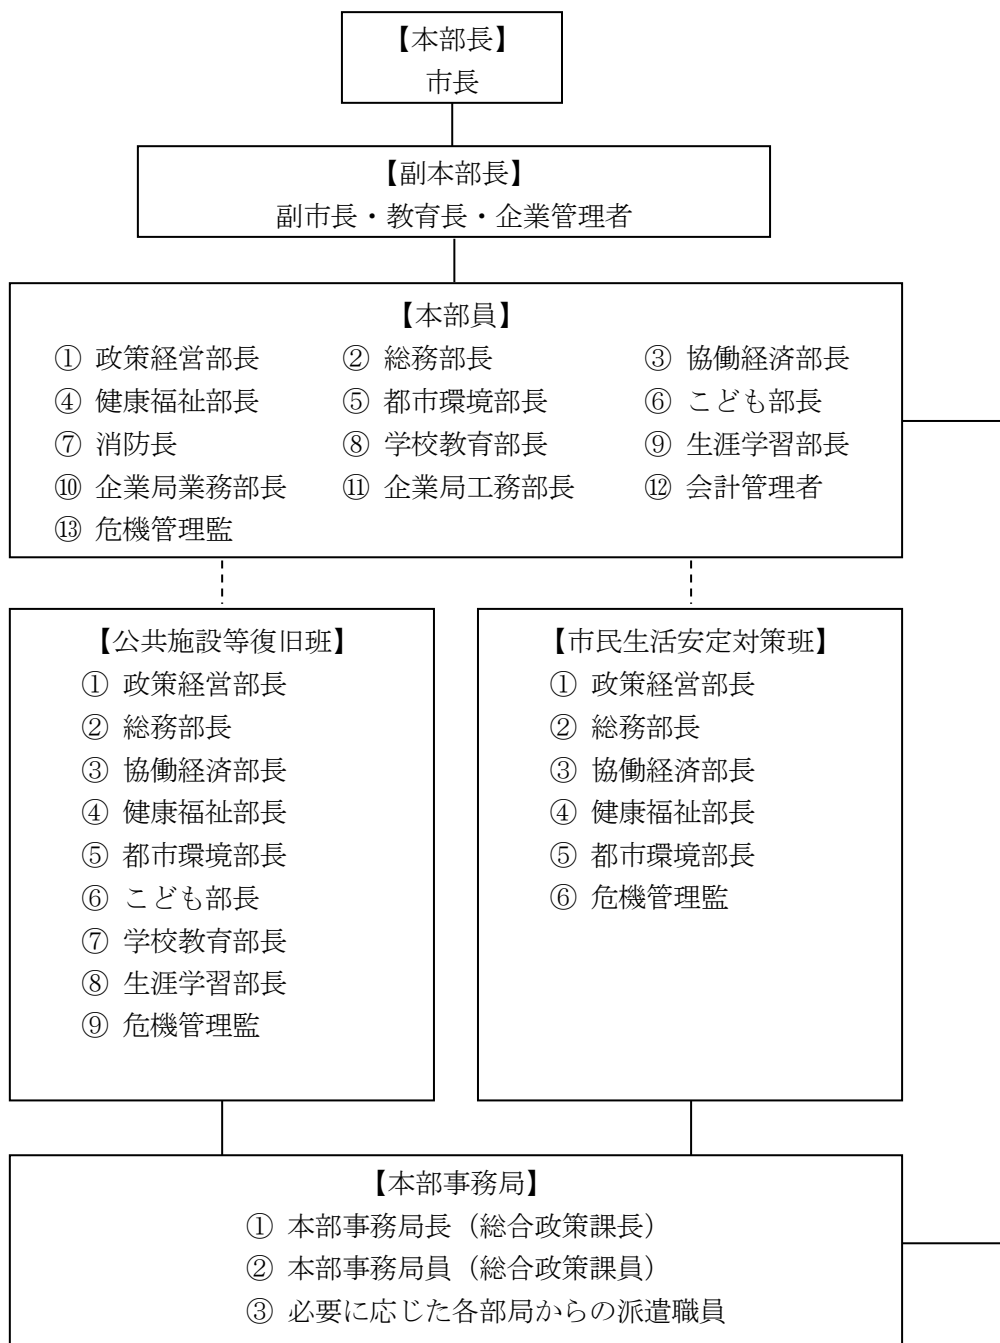 【本部長】
市長
【副本部長】
副市長・教育長・企業管理者
【本部員】
① 政策経営部長 ② 総務部長 ③ 協働経済部長
④ 健康福祉部長 ⑤ 都市環境部長 ⑥ こども部長
⑦ 消防長 ⑧ 学校教育部長 ⑨ 生涯学習部長
⑩ 企業局業務部長 ⑪ 企業局工務部長 ⑫ 会計管理者
⑬ 危機管理監
【公共施設等復旧班】
① 政策経営部長
② 総務部長
③ 協働経済部長
④ 健康福祉部長
⑤ 都市環境部長
⑥ こども部長
⑦ 学校教育部長
⑧ 生涯学習部長
⑨ 危機管理監
【市民生活安定対策班】
① 政策経営部長
② 総務部長
③ 協働経済部長
④ 健康福祉部長
⑤ 都市環境部長
⑥ 危機管理監
【本部事務局】
① 本部事務局長（総合政策課長）
② 本部事務局員（総合政策課員）
③ 必要に応じた各部局からの派遣職員